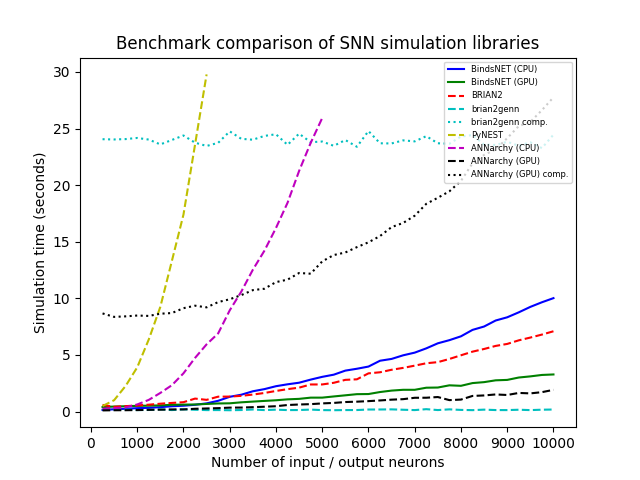 Benchmark comparison of SNN simulation libraries
30
25
20
15
10
5
0
Simulation time (seconds)
BindsNET (CPU)
BindsNET (GPU)
BRIAN2
brian2genn
brian2genn comp.
PyNEST
ANNarchy (CPU)
ANNarchy (GPU)
ANNarchy (GPU) comp.
0 1000 2000 3000 4000 5000 6000 7000 8000 9000 10000
Number of input / output neurons